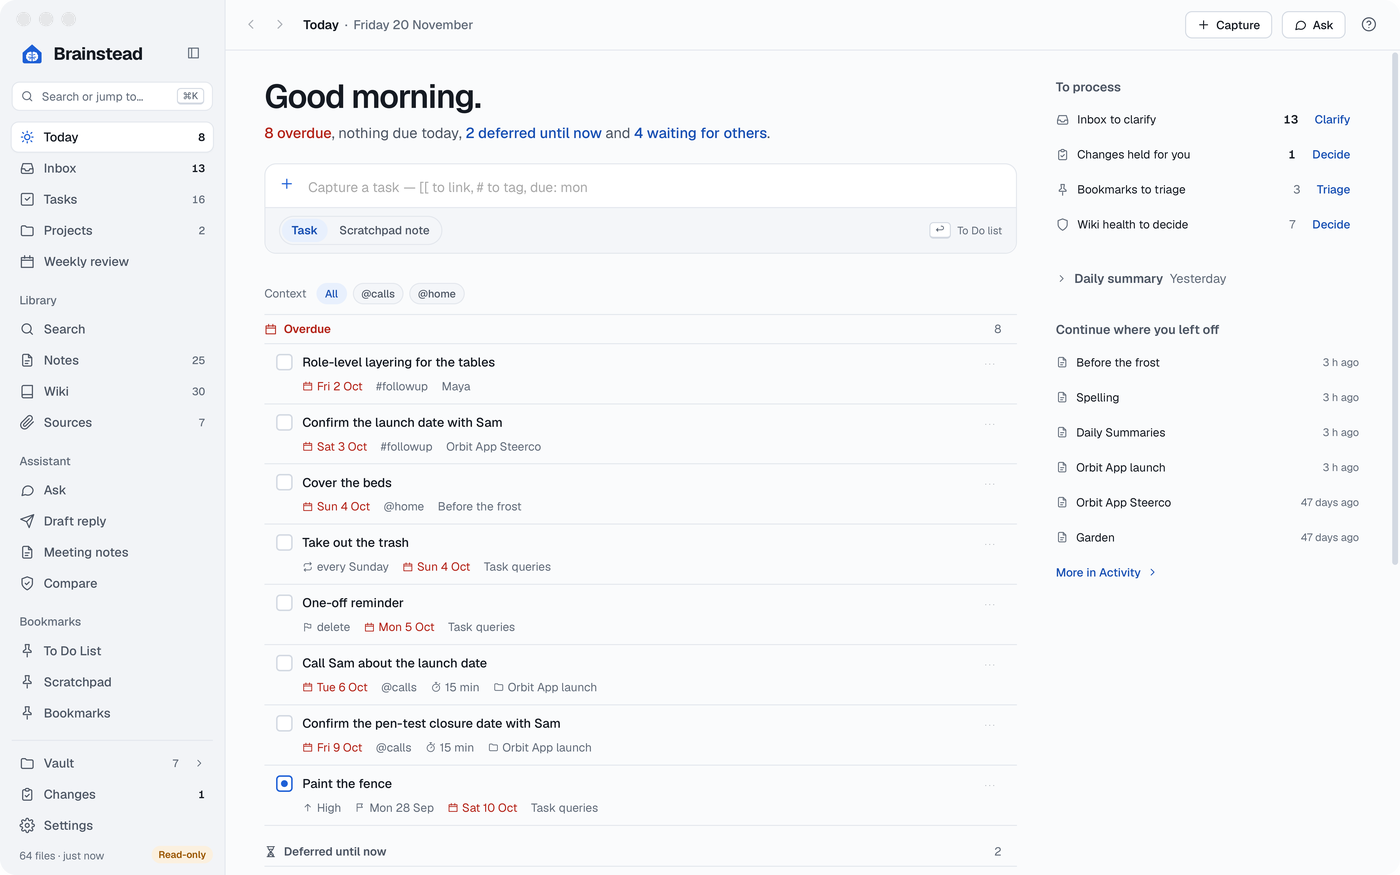 Brainstead
Search or jump to... ⌘K
Today 8
Inbox 13
Tasks 16
Projects 2
Weekly review
Library
Search
Notes 25
Wiki 30
Sources 7
Assistant
Ask
Draft reply
Meeting notes
Compare
Bookmarks
To Do List
Scratchpad
Bookmarks
Vault 7
Changes 1
Settings
64 files · just now Read-only
Today · Friday 20 November
Capture
Ask
Good morning.
8 overdue, nothing due today, 2 deferred until now and 4 waiting for others.
Capture a task — [[ to link, # to tag, due: mon
Task Scratchpad note To Do list
Context All @calls @home
Overdue 8
Role-level layering for the tables
Fri 2 Oct #followup Maya
Confirm the launch date with Sam
Sat 3 Oct #followup Orbit App Steerco
Cover the beds
Sun 4 Oct @home Before the frost
Take out the trash
every Sunday Sun 4 Oct Task queries
One-off reminder
delete Mon 5 Oct Task queries
Call Sam about the launch date
Tue 6 Oct @calls 15 min Orbit App launch
Confirm the pen-test closure date with Sam
Fri 9 Oct @calls 15 min Orbit App launch
Paint the fence
High Mon 28 Sep Sat 10 Oct Task queries
Deferred until now 2
To process
Inbox to clarify 13 Clarify
Changes held for you 1 Decide
Bookmarks to triage 3 Triage
Wiki health to decide 7 Decide
Daily summary Yesterday
Continue where you left off
Before the frost 3 h ago
Spelling 3 h ago
Daily Summaries 3 h ago
Orbit App launch 3 h ago
Orbit App Steerco 47 days ago
Garden 47 days ago
More in Activity